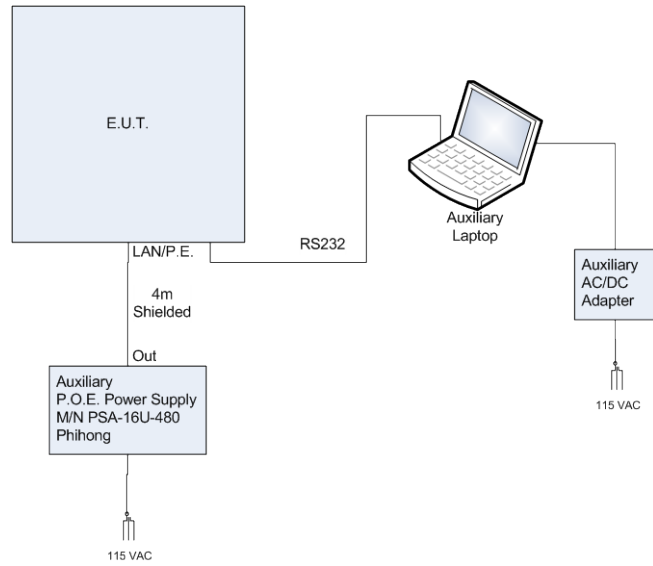 E.U.T.
LAN/P.E.
RS232
Auxiliary
Laptop
4m
Shielded
Auxiliary
AC/DC
Adapter
Out
Auxiliary
P.O.E. Power Supply
M/N PSA-16U-480
Phihong
115 VAC
115 VAC